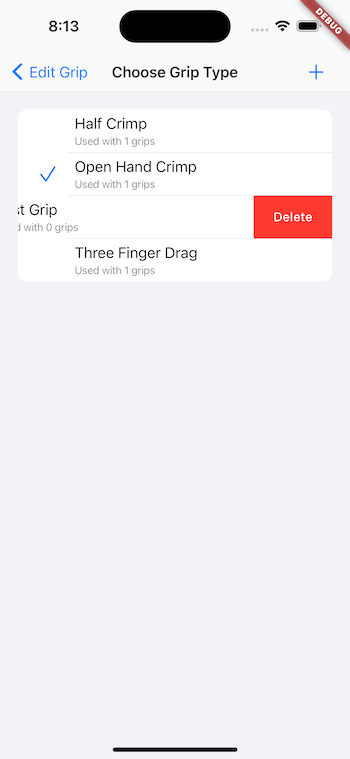 8:13
DEBUG
Edit Grip
Choose Grip Type
Half Crimp
Used with 1 grips
Open Hand Crimp
Used with 1 grips
st Grip
d with 0 grips
Delete
Three Finger Drag
Used with 1 grips